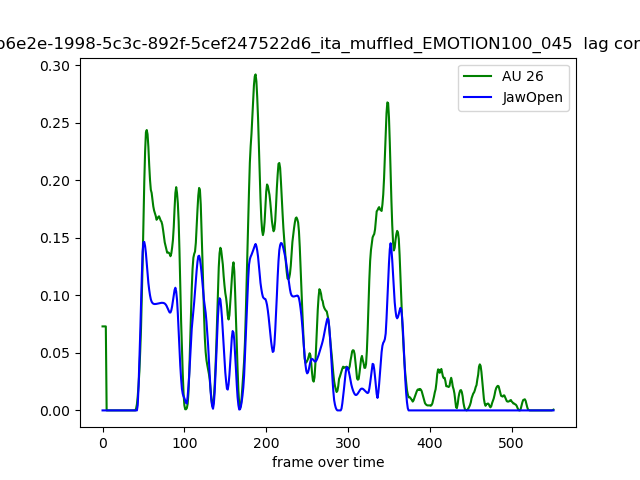 b6e2e-1998-5c3c-892f-5cef247522d6_ita_muffled_EMOTION100_045 lag cor
0.30
AU 26
JawOpen
0.25
0.20
0.15
0.10
0.05
0.00
0 100 200 300 400 500
frame over time